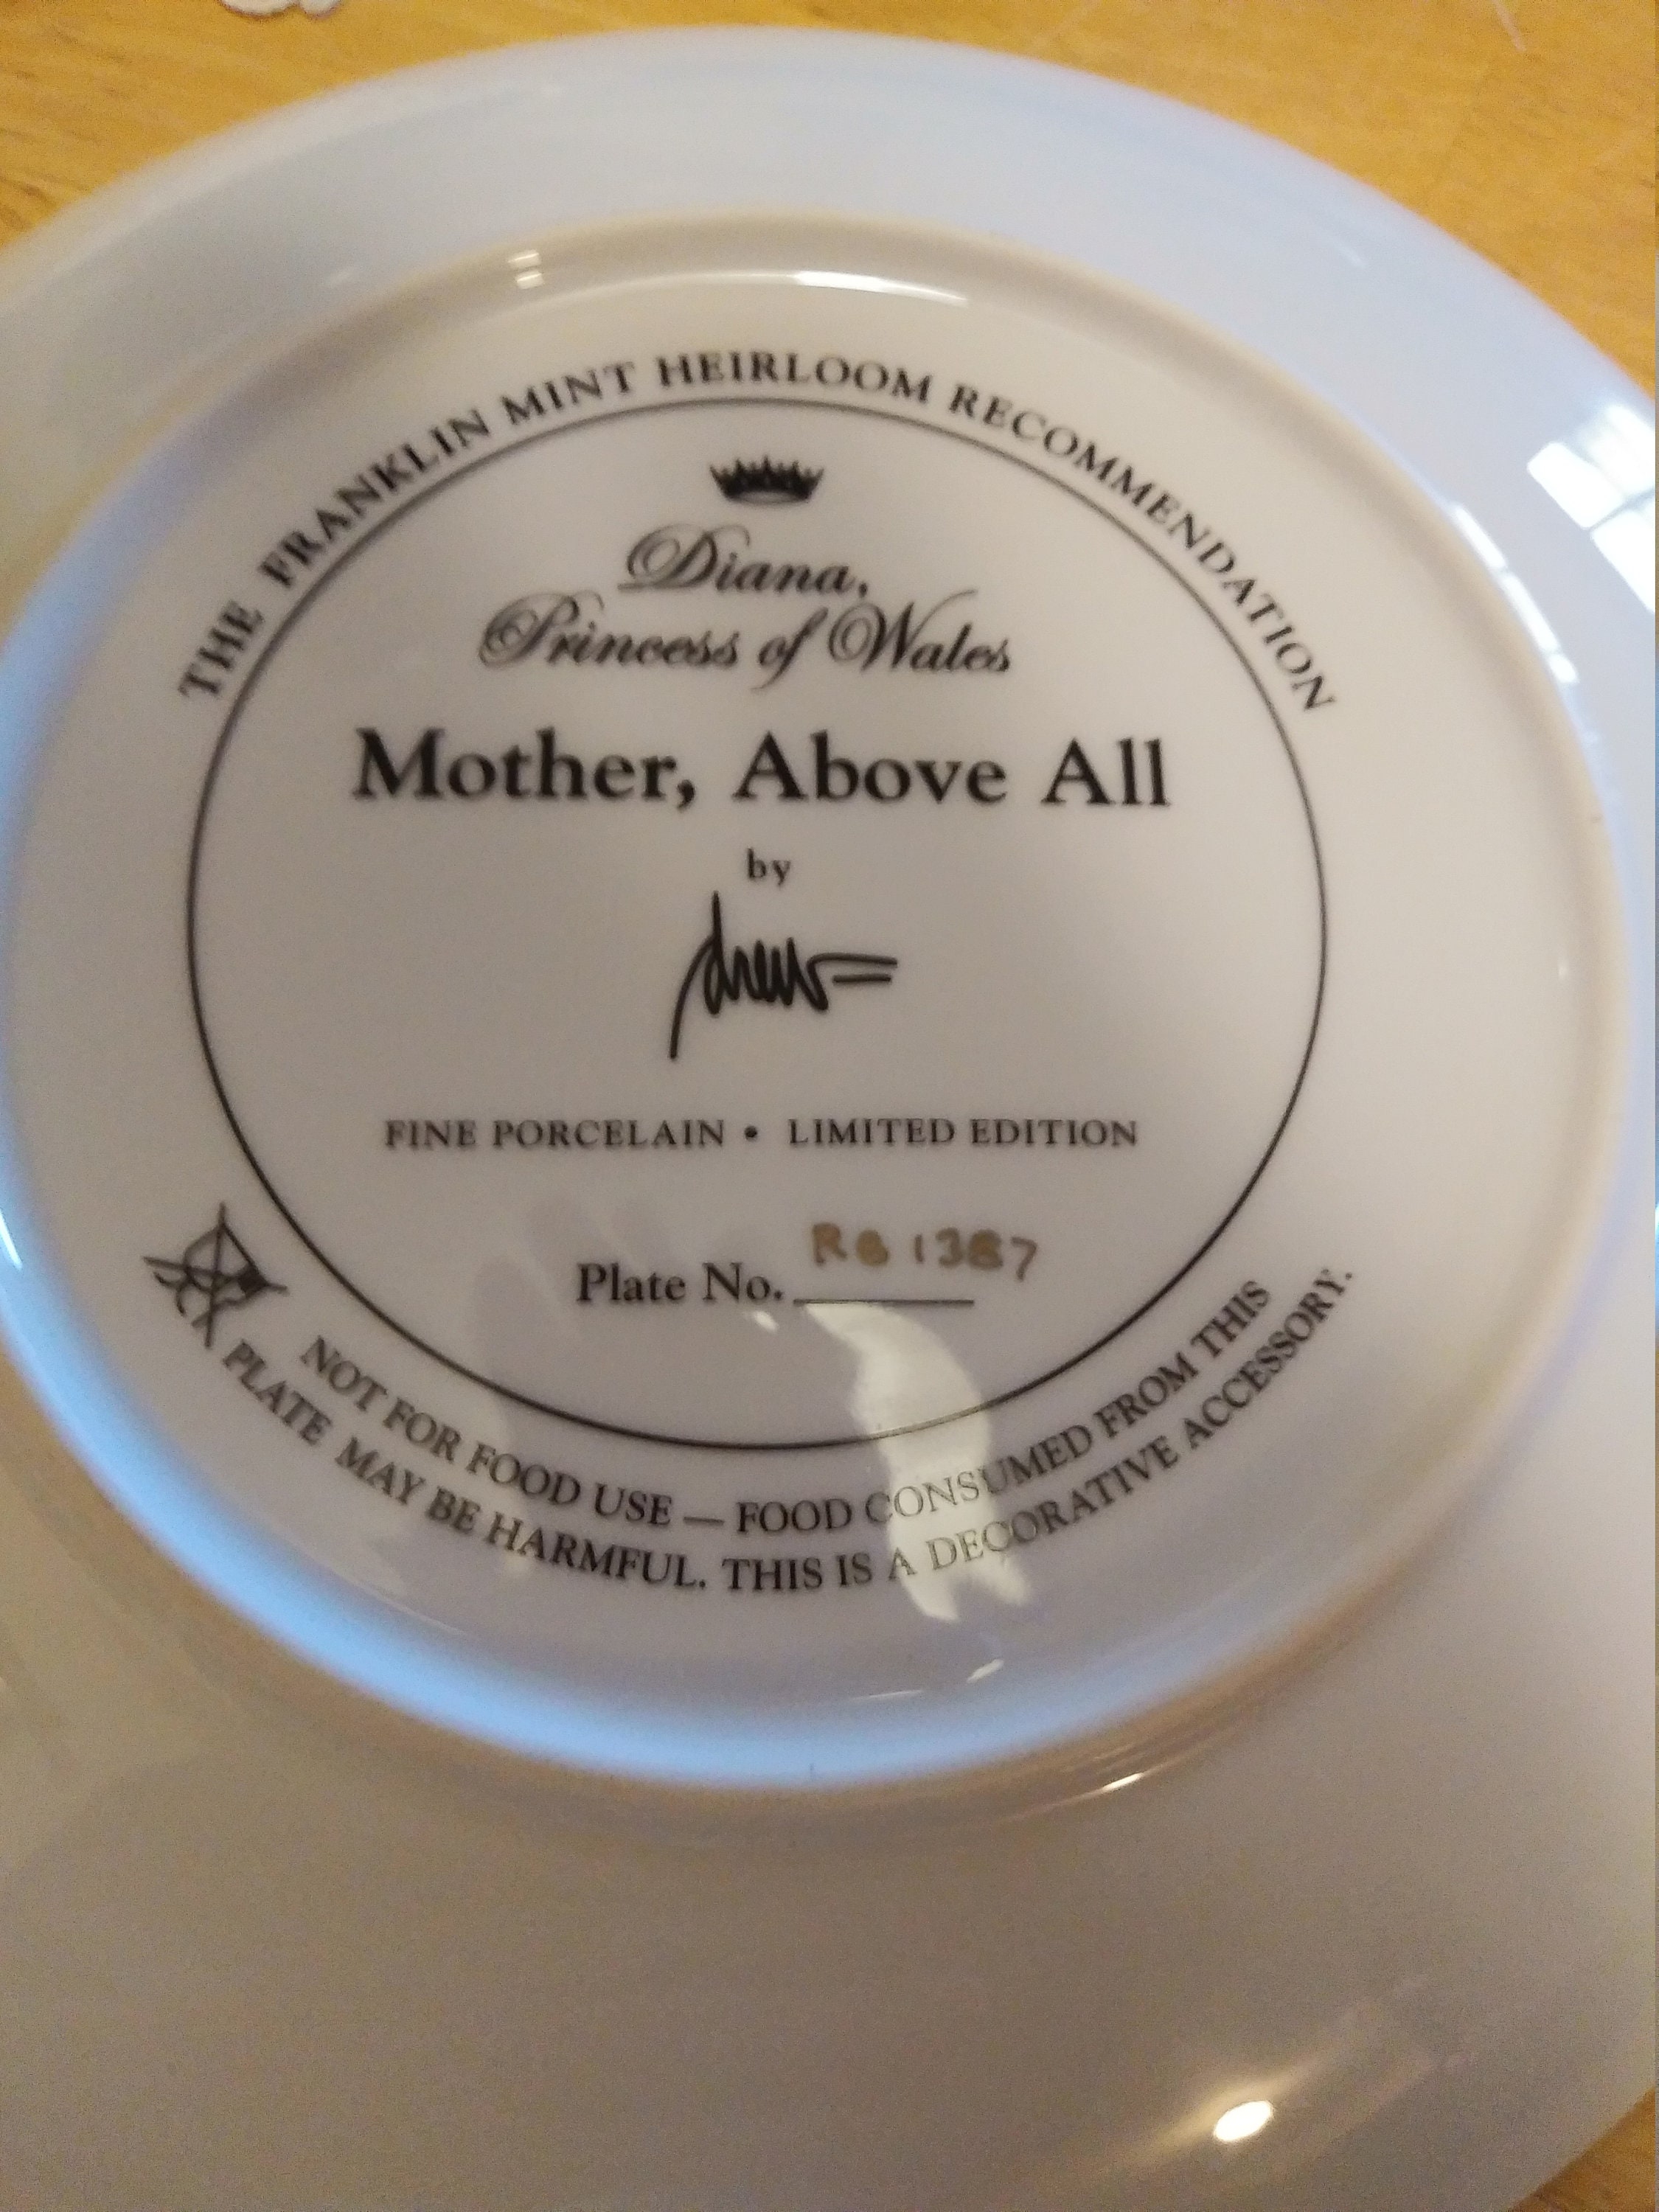 THE FRANKLIN MINT HEIRLOOM RECOMMENDATION
Diana,
Princess of Wales
Mother, Above All
by
drew
FINE PORCELAIN • LIMITED EDITION
Plate No. 
NOT FOR FOOD USE — FOOD CONSUMED FROM THIS
PLATE MAY BE HARMFUL. THIS IS A DECORATIVE ACCESSORY.